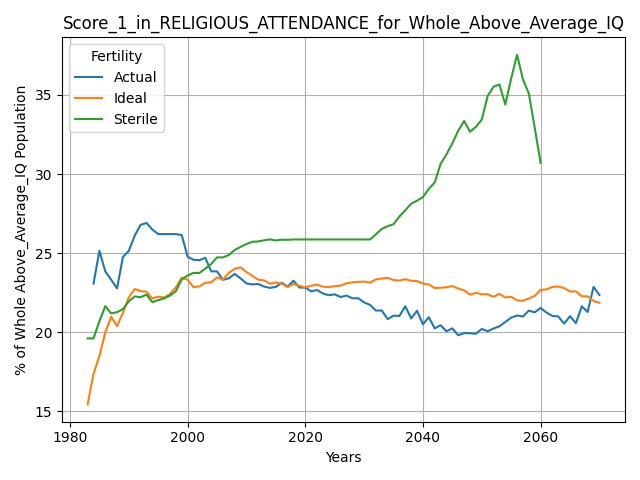 Score_1_in_RELIGIOUS_ATTENDANCE_for_Whole_Above_Average_IQ
Fertility
Actual
Ideal
Sterile
% of Whole Above_Average_IQ Population
35
30
25
20
15
1980
2000
2020
2040
2060
Years